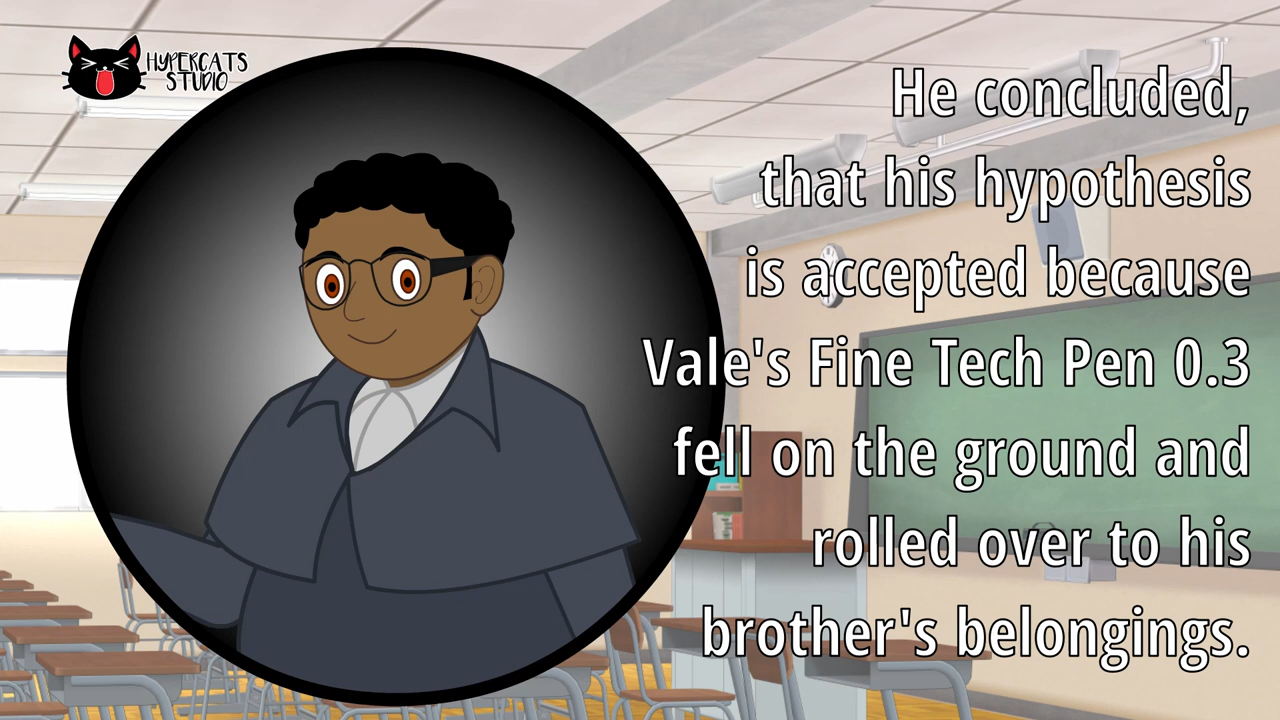 HYPERCATS
STUDIO
He concluded,
that his hypothesis
is accepted because
Vale's Fine Tech Pen 0.3
fell on the ground and
rolled over to his
brother's belongings.